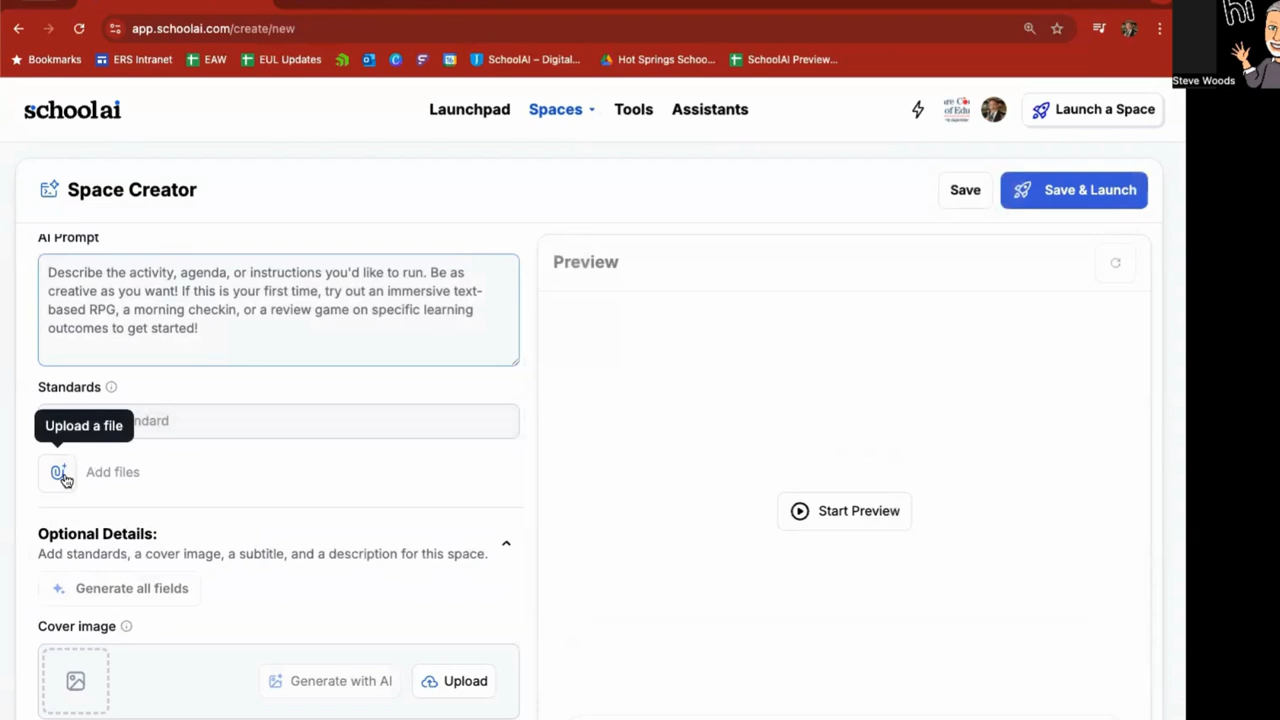 app.schoolai.com/create/new
hi
Bookmarks ERS Intranet EAW EUL Updates SchoolAI – Digital... Hot Springs Schoo... SchoolAI Preview...
Steve Woods
school ai Launchpad Spaces Tools Assistants Launch a Space
Space Creator Save Save & Launch
AI Prompt
Preview
Describe the activity, agenda, or instructions you'd like to run. Be as
creative as you want! If this is your first time, try out an immersive text-
based RPG, a morning checkin, or a review game on specific learning
outcomes to get started!
Standards
Upload a file ndard
Add files
Start Preview
Optional Details:
Add standards, a cover image, a subtitle, and a description for this space.
Generate all fields
Cover image
Generate with AI Upload